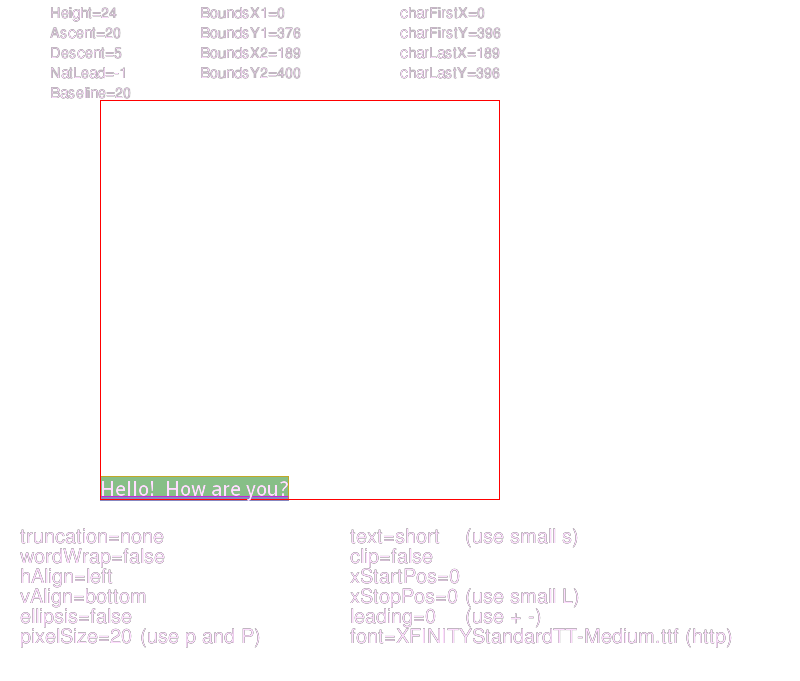 Height=24 BoundsX1=0 charFirstX=0
Ascent=20 BoundsY1=376 charFirstY=396
Descent=5 BoundsX2=189 charLastX=189
NatLead=-1 BoundsY2=400 charLastY=396
Baseline=20
Hello!  How are you?
truncation=none text=short (use small s)
wordWrap=false clip=false
hAlign=left xStartPos=0
vAlign=bottom xStopPos=0 (use small L)
ellipsis=false leading=0 (use + -)
pixelSize=20 (use p and P) font=XFINITYStandardTT-Medium.ttf (http)